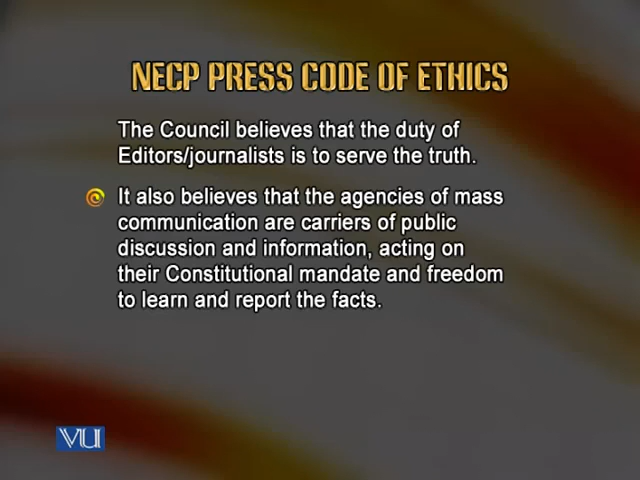 NECP PRESS CODE OF ETHICS
The Council believes that the duty of
Editors/journalists is to serve the truth.
It also believes that the agencies of mass
communication are carriers of public
discussion and information, acting on
their Constitutional mandate and freedom
to learn and report the facts.
VU